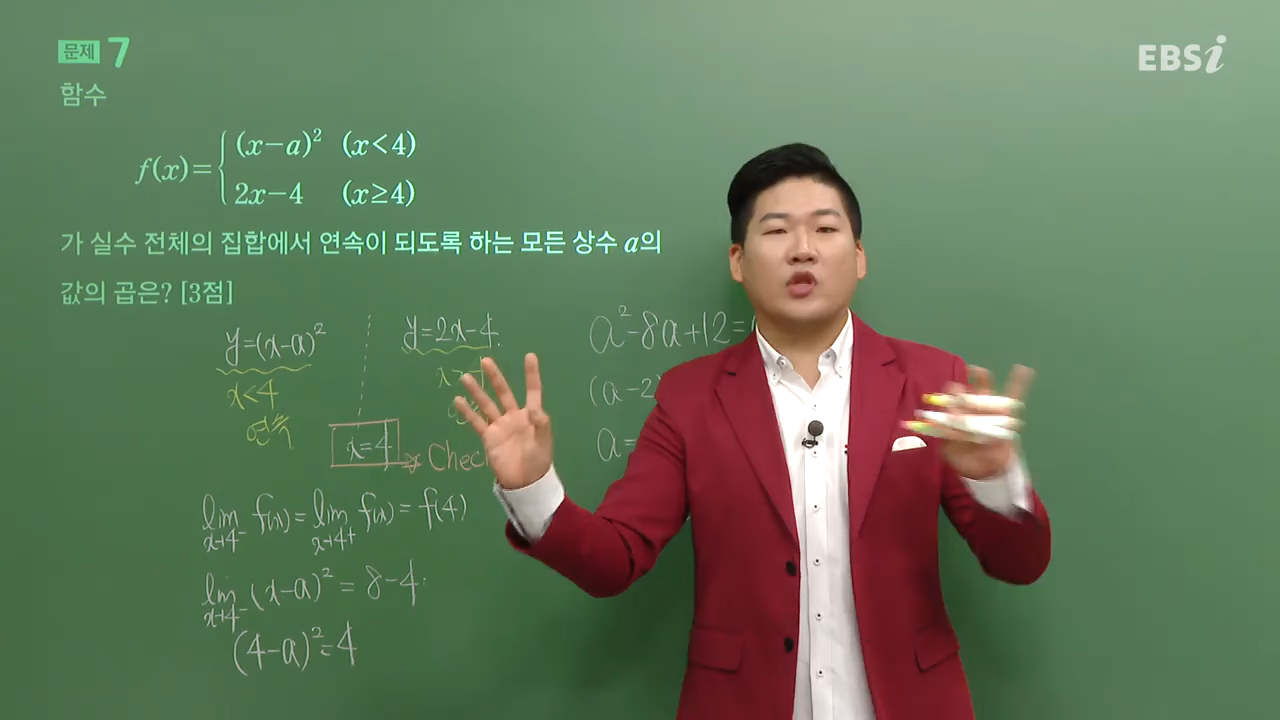 문제 7
EBSi
함수
f(x)={ (x-a)² (x<4)
2x-4 (x≥4)
가 실수 전체의 집합에서 연속이 되도록 하는 모든 상수 a의
값의 곱은? [3점]
y=(x-a)²
y=2x-4
x<4
연속
x=4
Chec
a²-8a+12=
(a-2)
a=
lim x→4- f(x) = lim x→4+ f(x) = f(4)
lim x→4- (x-a)² = 8-4
(4-a)²=4